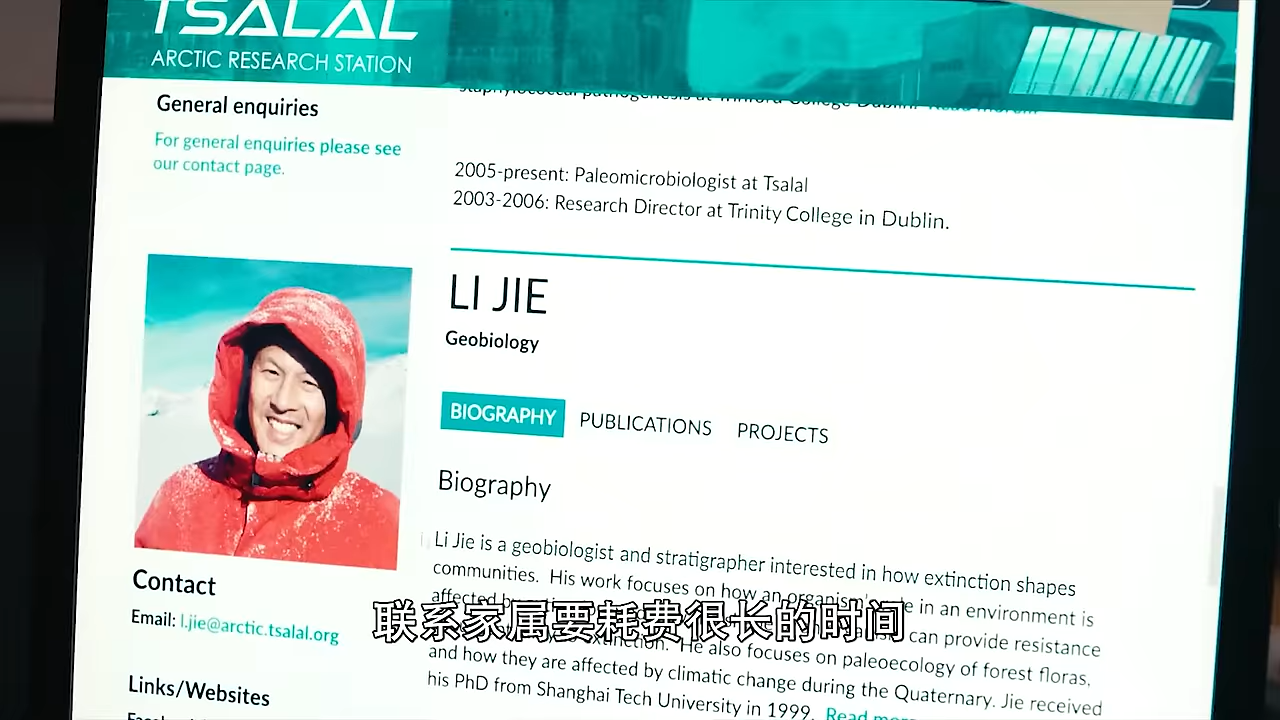 TSALAL
ARCTIC RESEARCH STATION
General enquiries
For general enquiries please see
our contact page.
2005-present: Paleomicrobiologist at Tsalal
2003-2006: Research Director at Trinity College in Dublin.
LI JIE
Geobiology
BIOGRAPHY PUBLICATIONS PROJECTS
Biography
Li Jie is a geobiologist and stratigrapher interested in how extinction shapes
communities. His work focuses on how an organism's in an environment is
affected by can provide resistance
extinction. He also focuses on paleoecology of forest floras,
and how they are affected by climatic change during the Quaternary. Jie received
his PhD from Shanghai Tech University in 1999. Read more
Contact
Email: l.jie@arctic.tsalal.org
Links/Websites
联系家属要耗费很长的时间